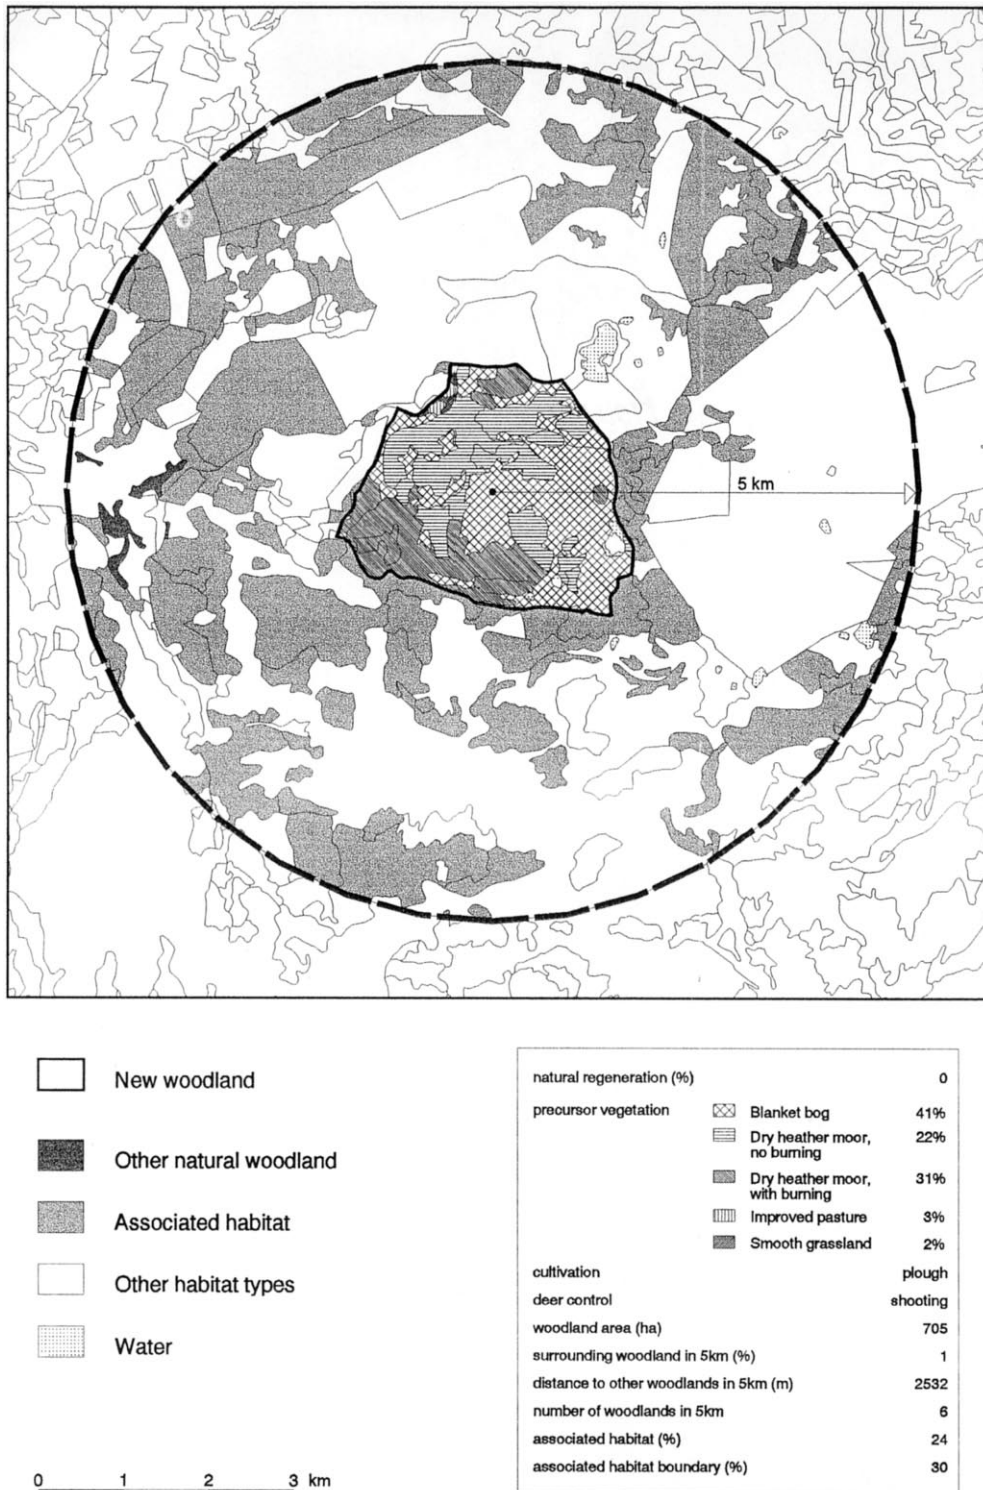 5 km
New woodland
Other natural woodland
Associated habitat
Other habitat types
Water
0 1 2 3 km
natural regeneration (%) 0
precursor vegetation Blanket bog 41%
Dry heather moor, 22%
no burning
Dry heather moor, 31%
with burning
Improved pasture 3%
Smooth grassland 2%
cultivation plough
deer control shooting
woodland area (ha) 705
surrounding woodland in 5km (%) 1
distance to other woodlands in 5km (m) 2532
number of woodlands in 5km 6
associated habitat (%) 24
associated habitat boundary (%) 30